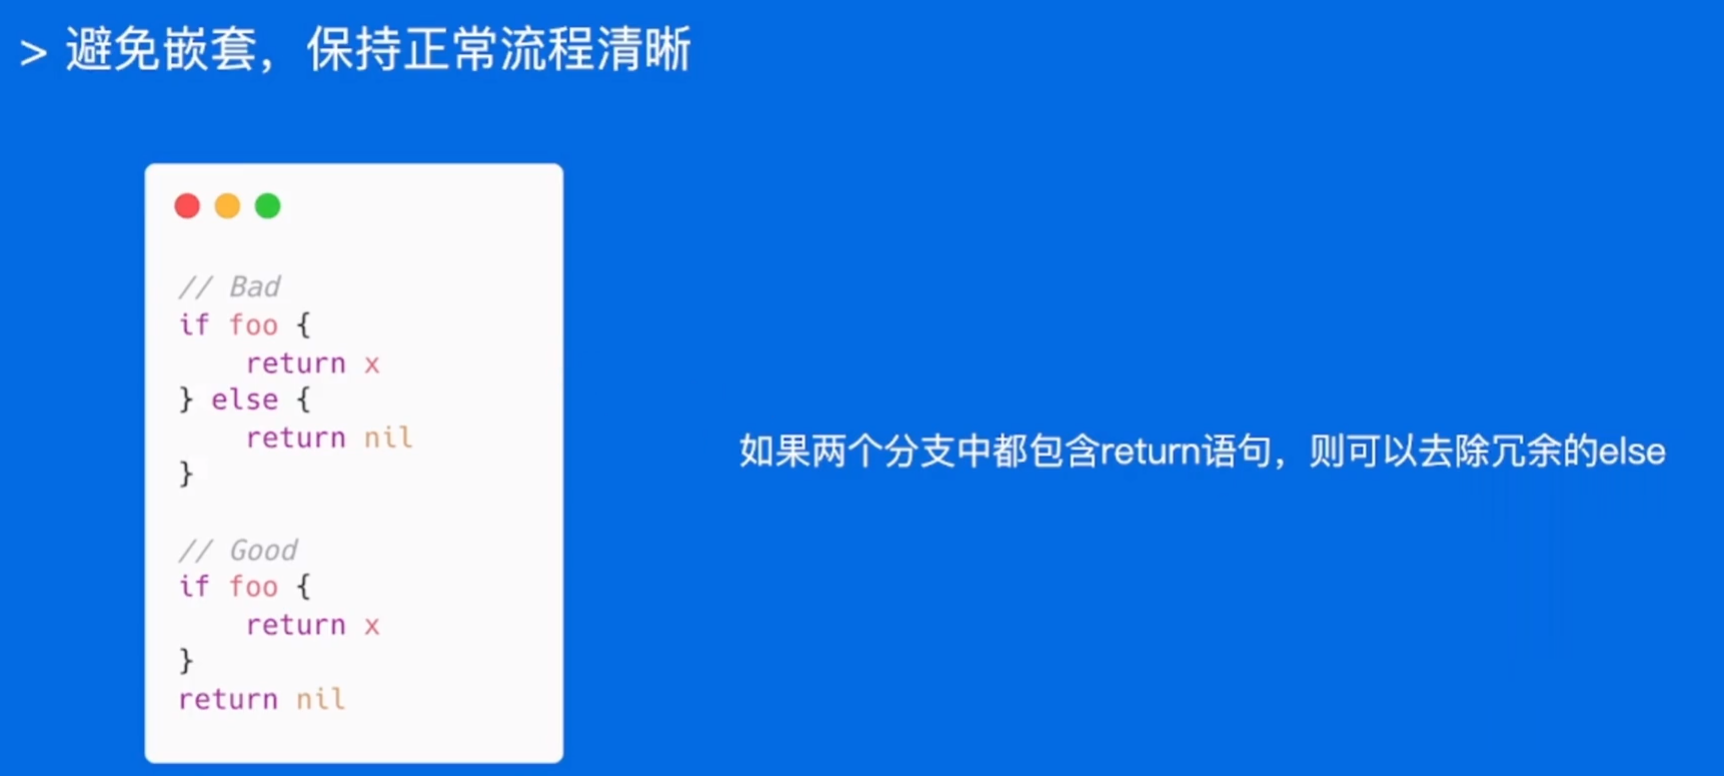 > 避免嵌套，保持正常流程清晰
// Bad
if foo {
    return x
} else {
    return nil
}
// Good
if foo {
    return x
}
return nil
如果两个分支中都包含return语句，则可以去除冗余的else